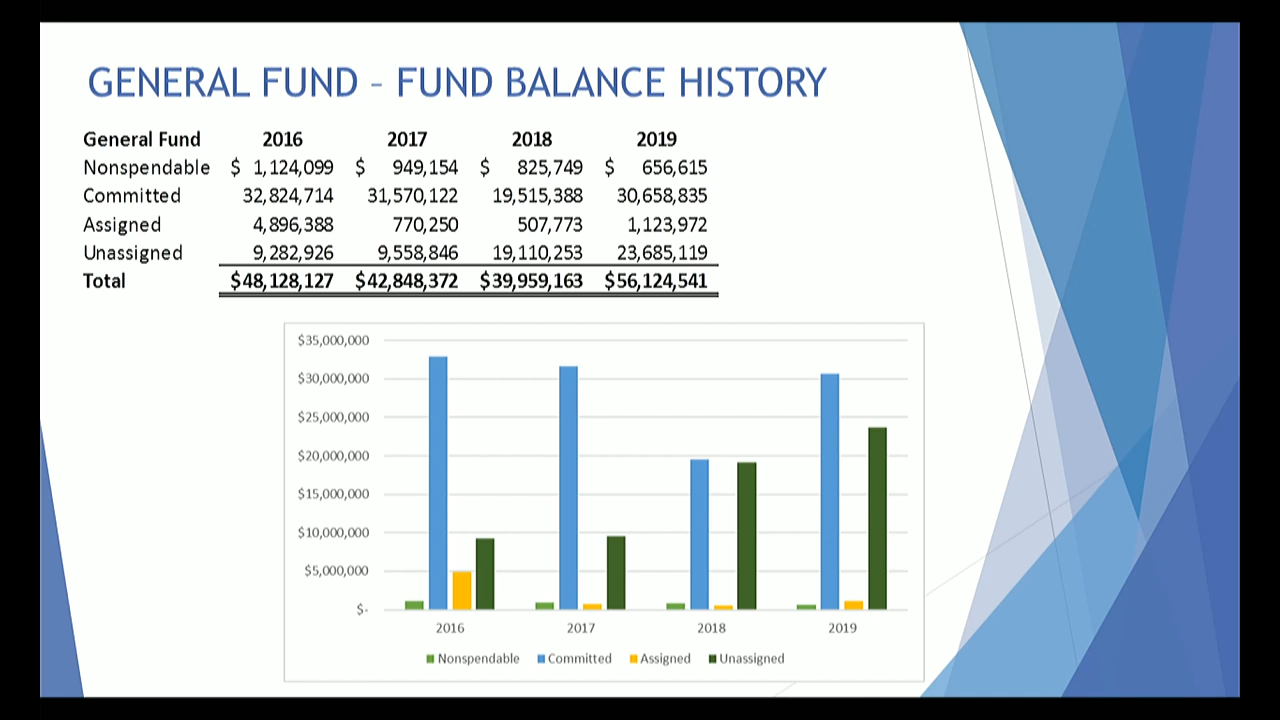 GENERAL FUND – FUND BALANCE HISTORY
General Fund 2016 2017 2018 2019
Nonspendable $ 1,124,099 $ 949,154 $ 825,749 $ 656,615
Committed 32,824,714 31,570,122 19,515,388 30,658,835
Assigned 4,896,388 770,250 507,773 1,123,972
Unassigned 9,282,926 9,558,846 19,110,253 23,685,119
Total $48,128,127 $42,848,372 $39,959,163 $56,124,541
$35,000,000
$30,000,000
$25,000,000
$20,000,000
$15,000,000
$10,000,000
$5,000,000
$-
2016 2017 2018 2019
Nonspendable Committed Assigned Unassigned